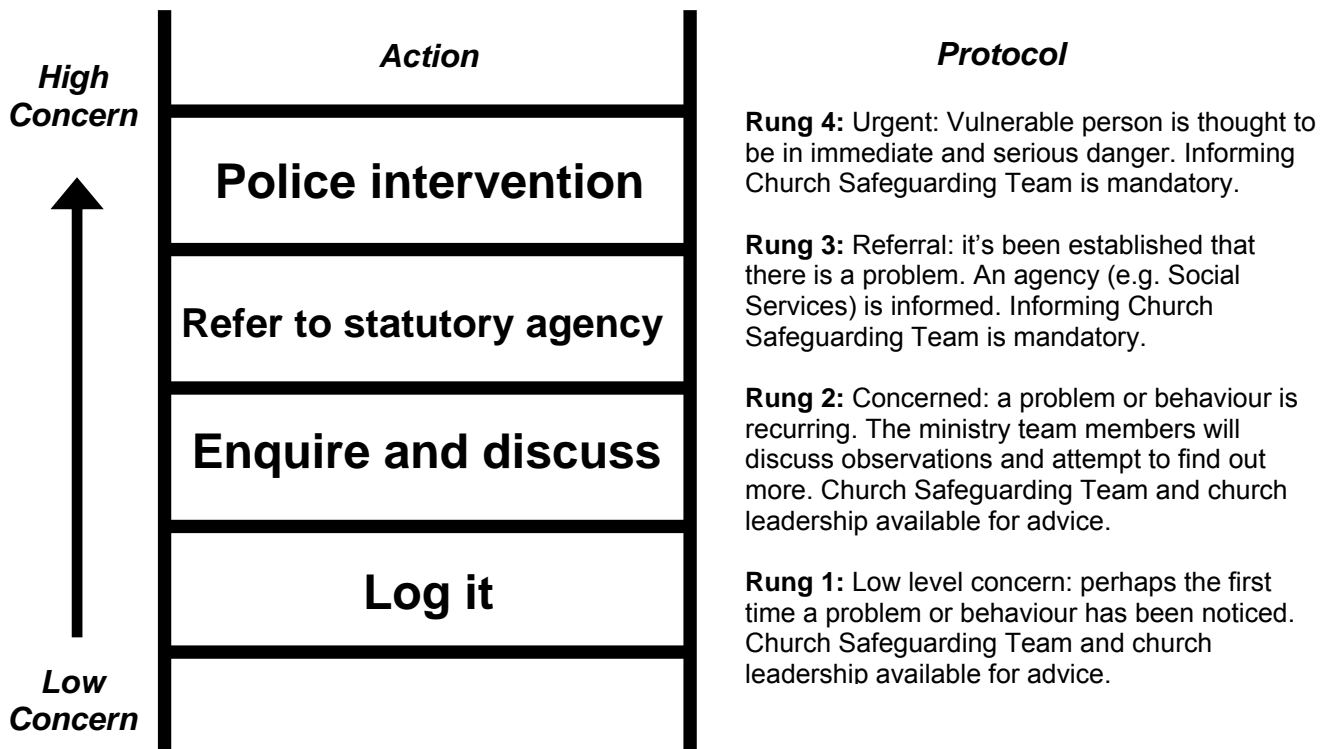 High
Concern
Action
Protocol
Police intervention
Rung 4: Urgent: Vulnerable person is thought to
be in immediate and serious danger. Informing
Church Safeguarding Team is mandatory.
Refer to statutory agency
Rung 3: Referral: it's been established that
there is a problem. An agency (e.g. Social
Services) is informed. Informing Church
Safeguarding Team is mandatory.
Enquire and discuss
Rung 2: Concerned: a problem or behaviour is
recurring. The ministry team members will
discuss observations and attempt to find out
more. Church Safeguarding Team and church
leadership available for advice.
Log it
Rung 1: Low level concern: perhaps the first
time a problem or behaviour has been noticed.
Church Safeguarding Team and church
leadership available for advice.
Low
Concern